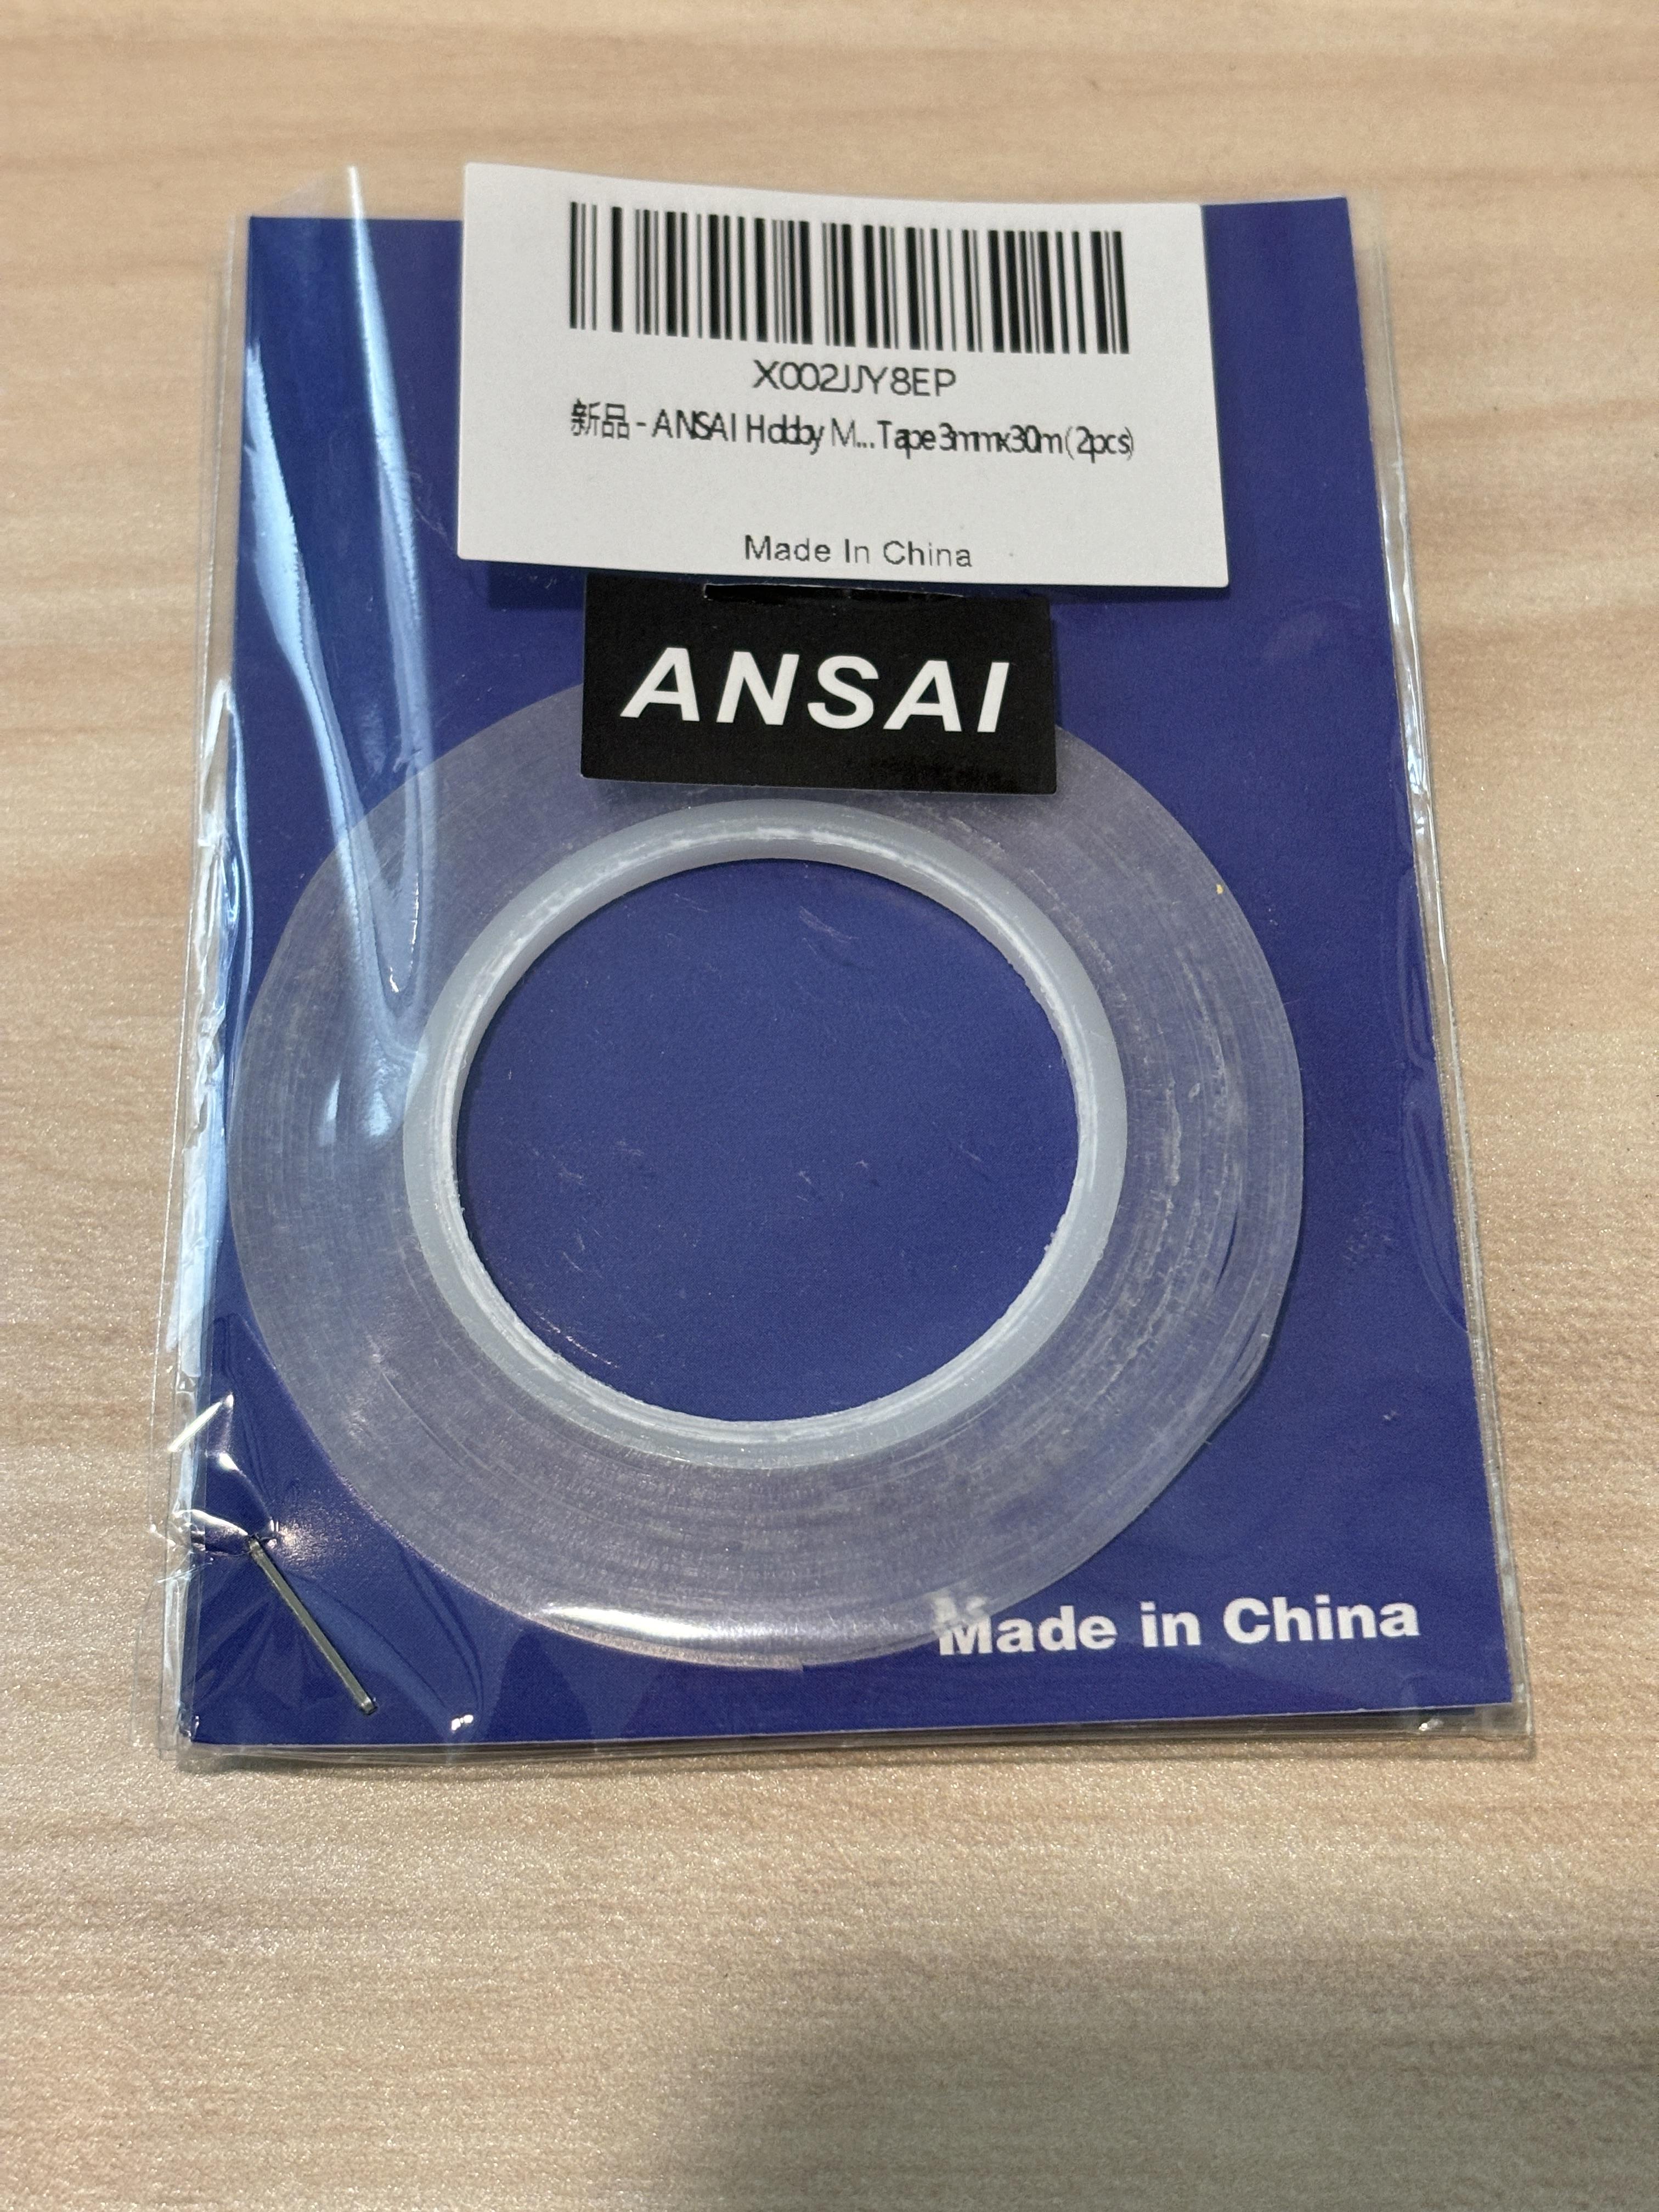 X002JJY8EP
新品 - ANSAI Hobby M...Tape 3mmx30m (2pcs)
Made In China
ANSAI
Made in China